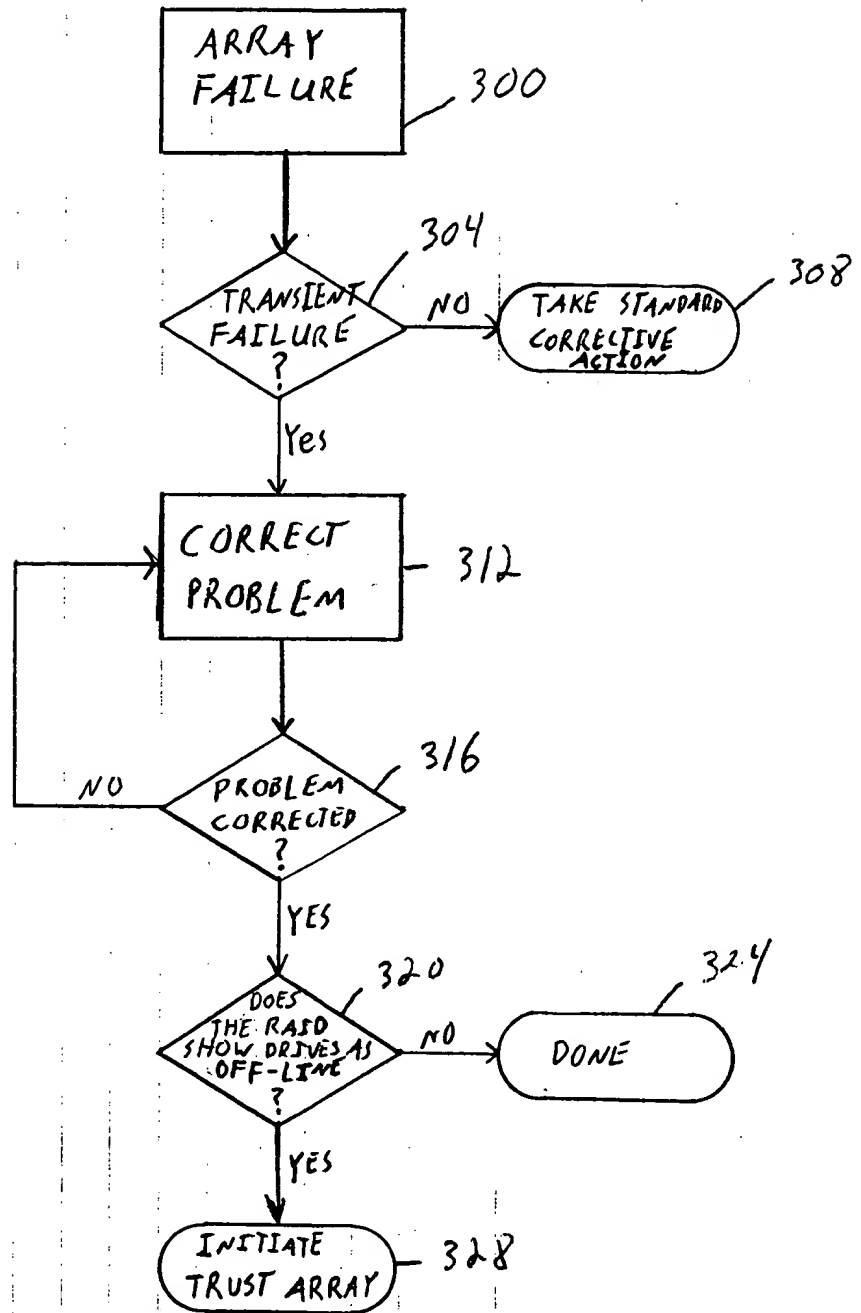 ARRAY
FAILURE
300
304
TRANSIENT
FAILURE
?
NO
TAKE STANDARD
CORRECTIVE
ACTION
308
Yes
CORRECT
PROBLEM
312
316
PROBLEM
CORRECTED
?
NO
YES
320
DOES
THE RAID
SHOW DRIVES AS
OFF-LINE
?
NO
DONE
324
YES
INITIATE
TRUST ARRAY
328